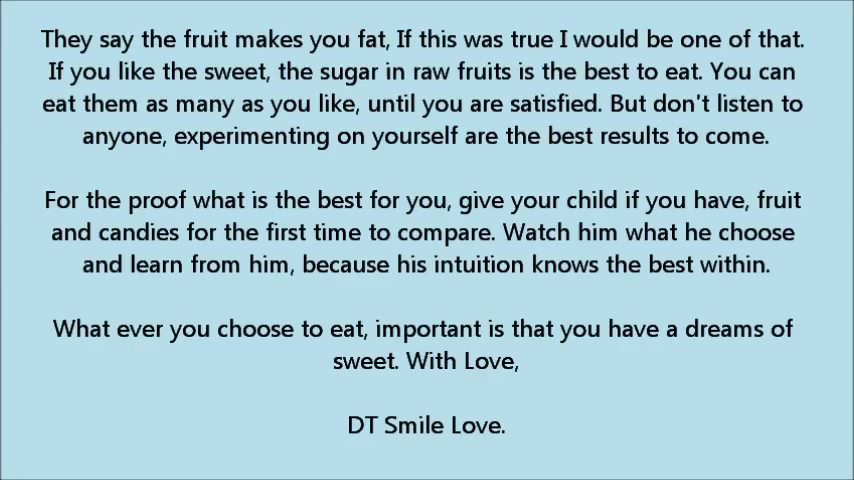 They say the fruit makes you fat, If this was true I would be one of that.
If you like the sweet, the sugar in raw fruits is the best to eat. You can
eat them as many as you like, until you are satisfied. But don't listen to
anyone, experimenting on yourself are the best results to come.
For the proof what is the best for you, give your child if you have, fruit
and candies for the first time to compare. Watch him what he choose
and learn from him, because his intuition knows the best within.
What ever you choose to eat, important is that you have a dreams of
sweet. With Love,
DT Smile Love.